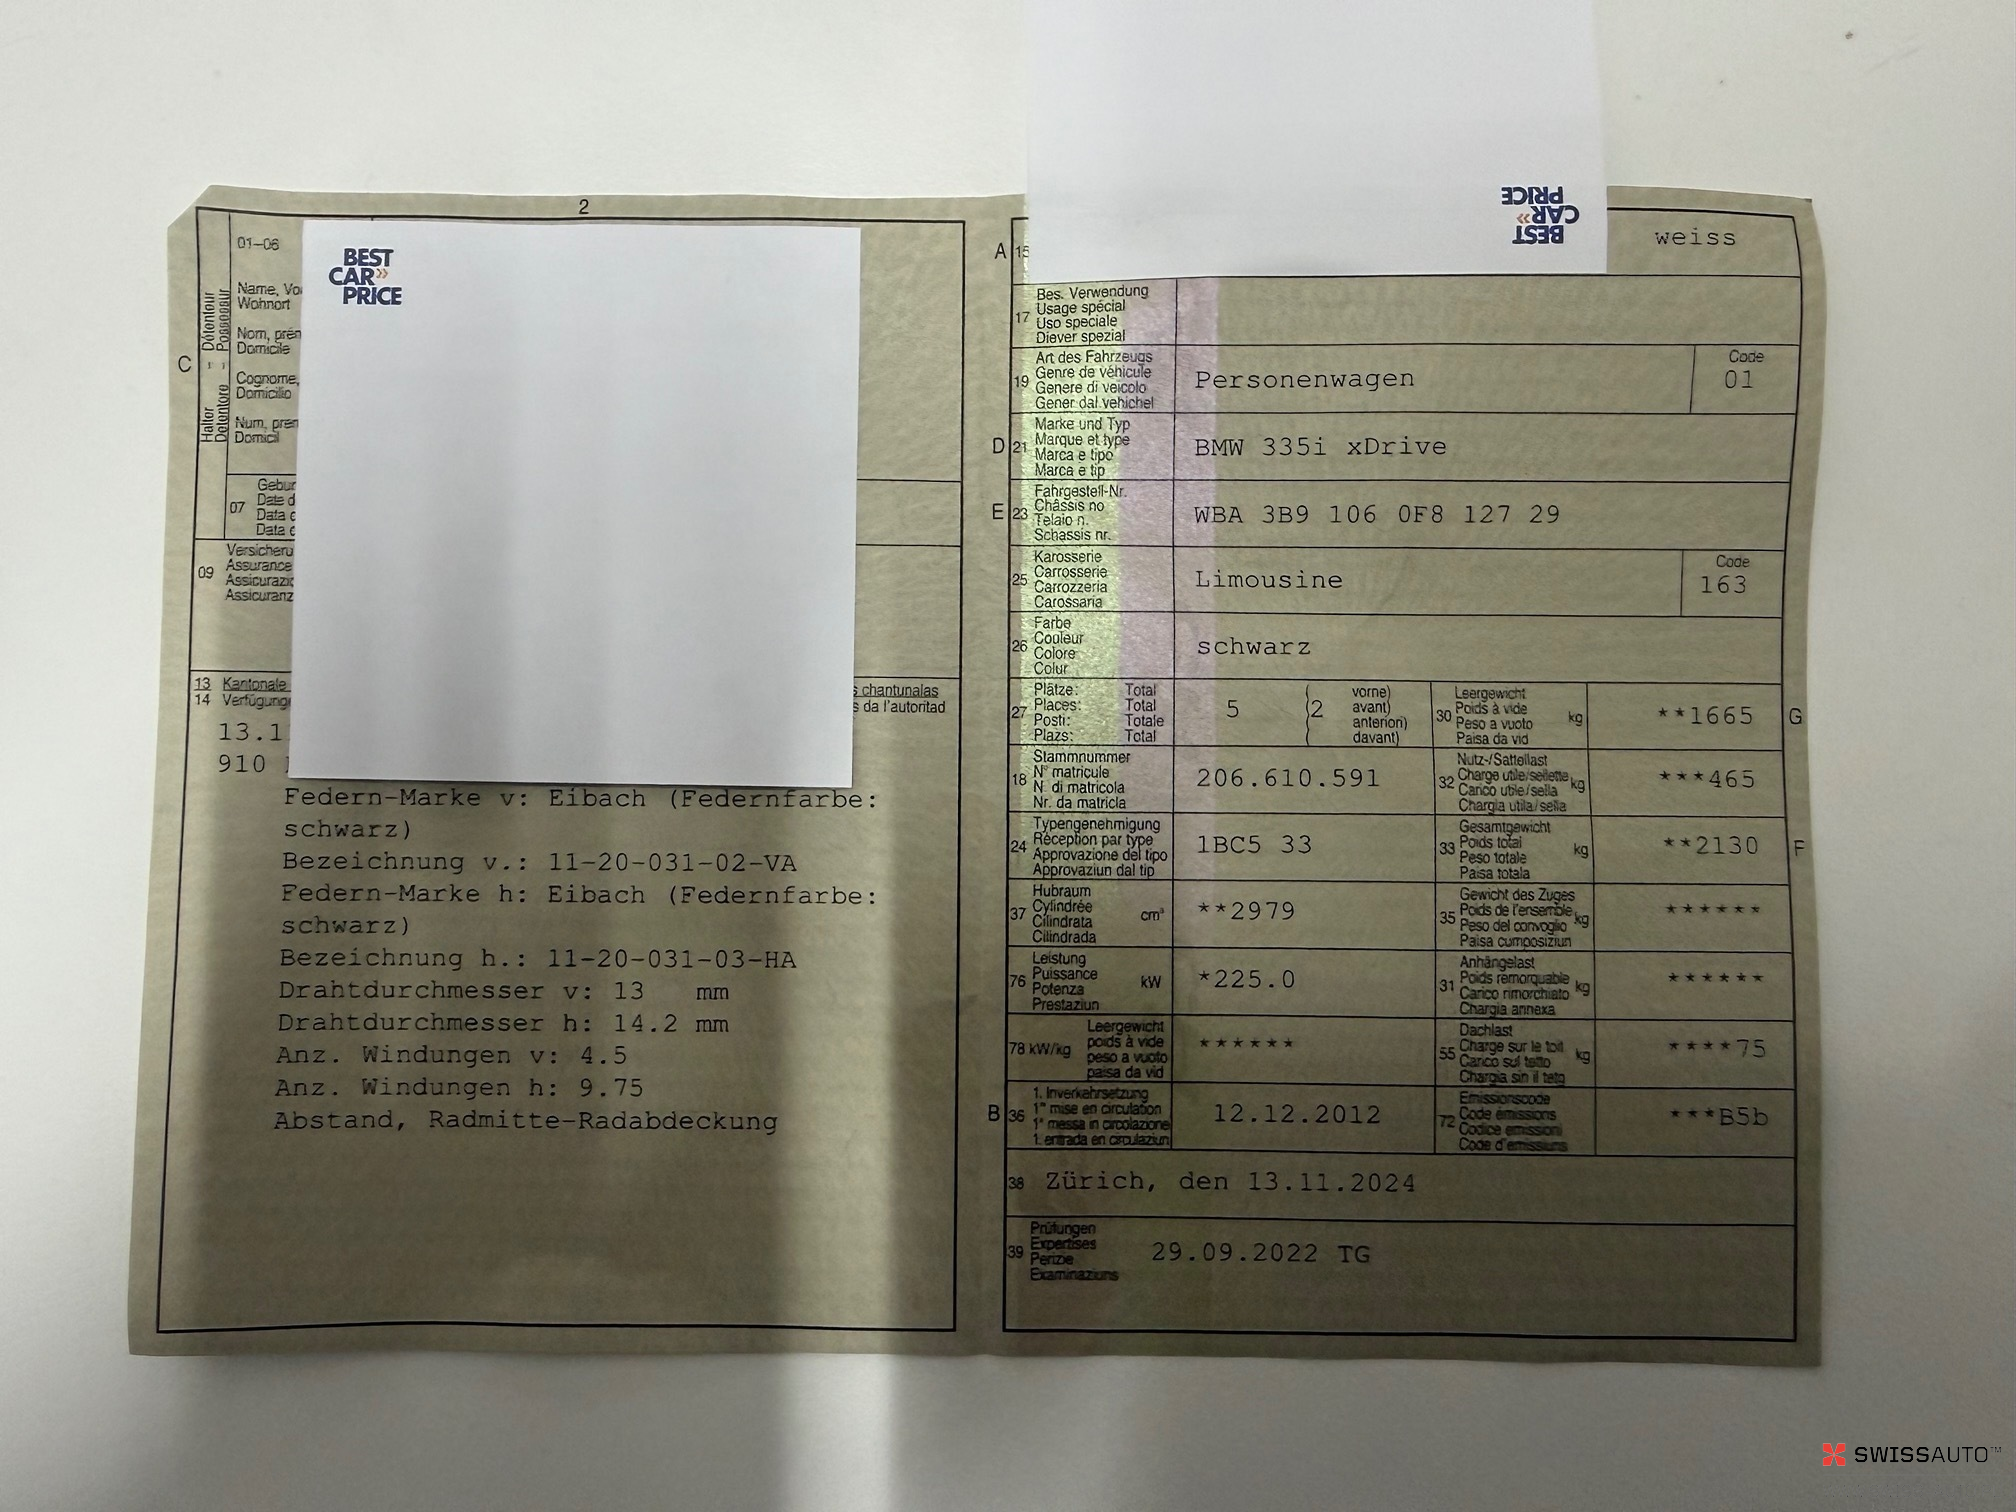 2
01-06
BEST
CAR»
PRICE
Name, Vo
Wohnort
Nom, prén
Domicile
Cognome,
Domicilio
Num, pren
Domicil
C
Halter Détenteur
Detentore Possessur
07
Gebur
Date d
Data c
Data c
09
Versicheru
Assurance
Assicurazic
Assicuranz
13 Kantonale
s chantunalas
14 Verfügung
s da l'autoritad
13.1
910
Federn-Marke v: Eibach (Federnfarbe:
schwarz)
Bezeichnung v.: 11-20-031-02-VA
Federn-Marke h: Eibach (Federnfarbe:
schwarz)
Bezeichnung h.: 11-20-031-03-HA
Drahtdurchmesser v: 13 mm
Drahtdurchmesser h: 14.2 mm
Anz. Windungen v: 4.5
Anz. Windungen h: 9.75
Abstand, Radmitte-Radabdeckung
BEST
CAR»
PRICE
A 15
weiss
17
Bes. Verwendung
Usage spécial
Uso speciale
Diever spezial
19
Art des Fahrzeugs
Genre de véhicule
Genere di veicolo
Gener dal vehichel
Personenwagen
Code
01
D 21
Marke und Typ
Marque et type
Marca e tipo
Marca e tip
BMW 335i xDrive
E 23
Fahrgestell-Nr.
Châssis no
Telaio n.
Schassis nr.
WBA 3B9 106 0F8 127 29
25
Karosserie
Carrosserie
Carrozzeria
Carossaria
Limousine
Code
163
26
Farbe
Couleur
Colore
Colur
schwarz
27
Plätze: Total
Places: Total
Posti: Totale
Plazs: Total
5 (2 vorne)
avant)
anteriori)
davant)
30
Leergewicht
Poids à vide
Peso a vuoto
Paisa da vid
kg
**1665
G
18
Stammnummer
N° matricule
N. di matricola
Nr. da matricla
206.610.591
32
Nutz-/Sattellast
Charge utile/sellette
Carico utile/sella
Chargia utila/sella
kg
***465
24
Typengenehmigung
Réception par type
Approvazione del tipo
Approvaziun dal tip
1BC5 33
33
Gesamtgewicht
Poids total
Peso totale
Paisa totala
kg
**2130
F
37
Hubraum
Cylindrée
Cilindrata
Cilindrada
cm³
**2979
35
Gewicht des Zuges
Poids de l'ensemble
Peso del convoglio
Paisa cumposiziun
kg
******
76
Leistung
Puissance
Potenza
Prestaziun
kW
*225.0
31
Anhängelast
Poids remorquable
Carico rimorchiato
Chargia annexa
kg
******
78 kW/kg
Leergewicht
poids à vide
peso a vuoto
paisa da vid
******
55
Dachlast
Charge sur le toit
Carico sul tetto
Chargia sin il tetg
kg
****75
B 36
1. Inverkehrsetzung
1re mise en circulation
1a messa in circolazione
1. entrada en circulaziun
12.12.2012
72
Emissionscode
Code émissions
Codice emissioni
Code d'emissiuns
***B5b
38 Zürich, den 13.11.2024
39
Prüfungen
Expertises
Perizie
Examinaziuns
29.09.2022 TG
SWISSAUTO™